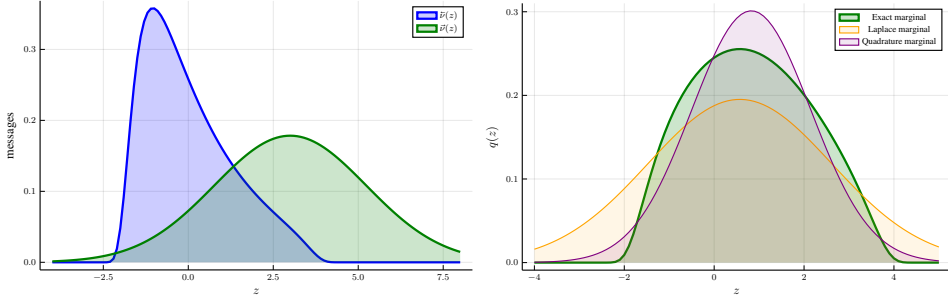 0.3
0.2
0.1
0.0
messages
−2.5
0.0
2.5
5.0
7.5
z
ν⃗(z)
ν⃖(z)
0.3
0.2
0.1
0.0
q(z)
−4
−2
0
2
4
z
Exact marginal
Laplace marginal
Quadrature marginal